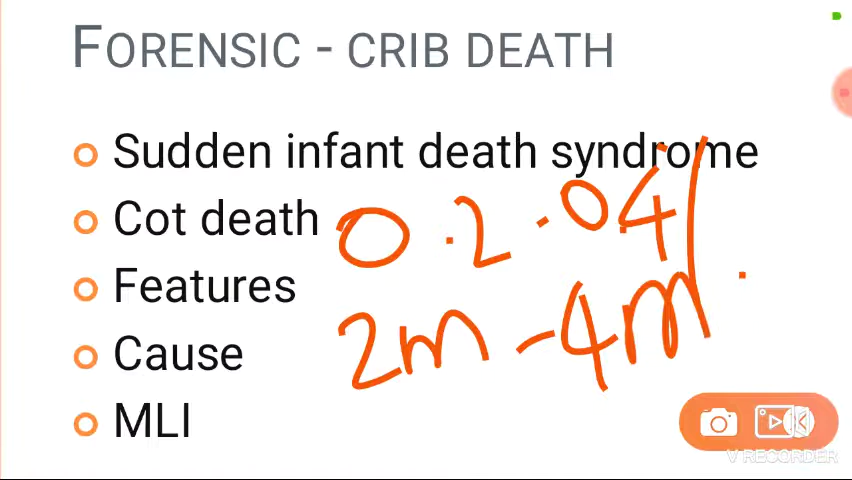 FORENSIC - CRIB DEATH
Sudden infant death syndrome
Cot death
0.2 - 04/
Features
2m - 4m
Cause
MLI
V RECORDER